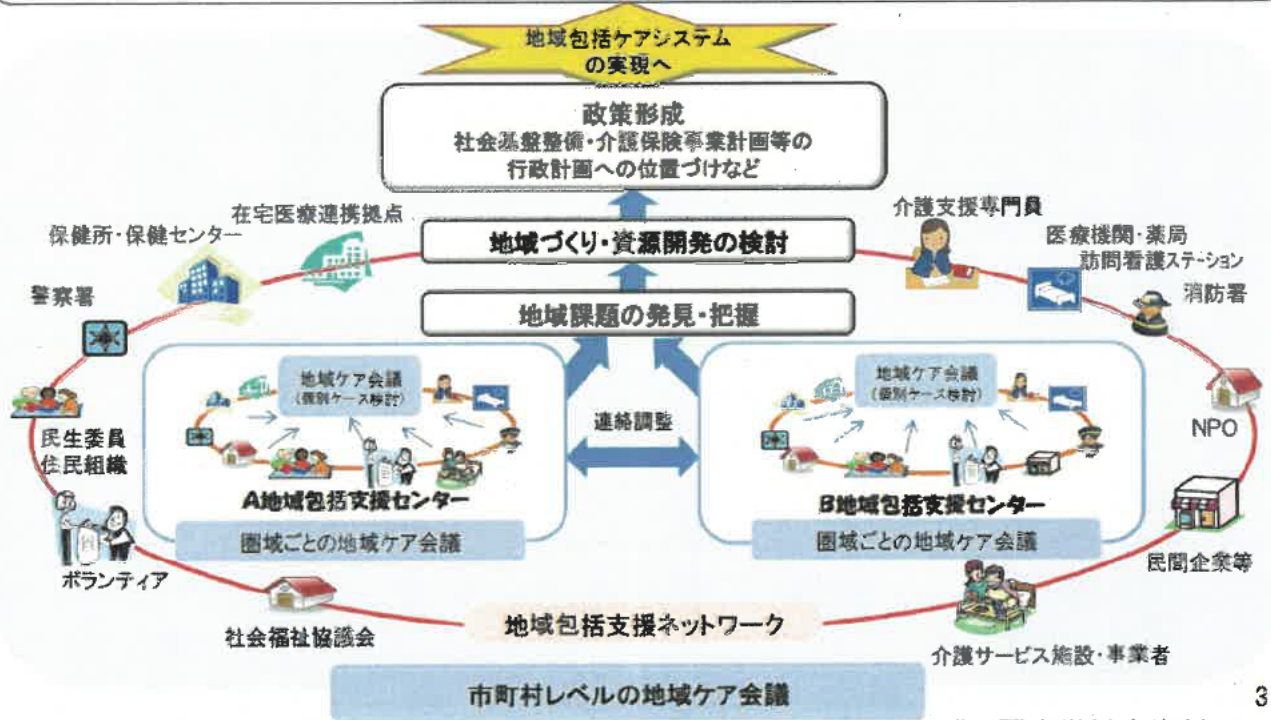 地域包括ケアシステム
の実現へ
政策形成
社会基盤整備・介護保険事業計画等の
行政計画への位置づけなど
在宅医療連携拠点
保健所・保健センター
警察署
民生委員
住民組織
ボランティア
社会福祉協議会
地域づくり・資源開発の検討
地域課題の発見・把握
介護支援専門員
医療機関・薬局
訪問看護ステーション
消防署
NPO
民間企業等
介護サービス施設・事業者
地域ケア会議
(個別ケース検討)
A地域包括支援センター
圏域ごとの地域ケア会議
連絡調整
地域ケア会議
(個別ケース検討)
B地域包括支援センター
圏域ごとの地域ケア会議
地域包括支援ネットワーク
市町村レベルの地域ケア会議
3